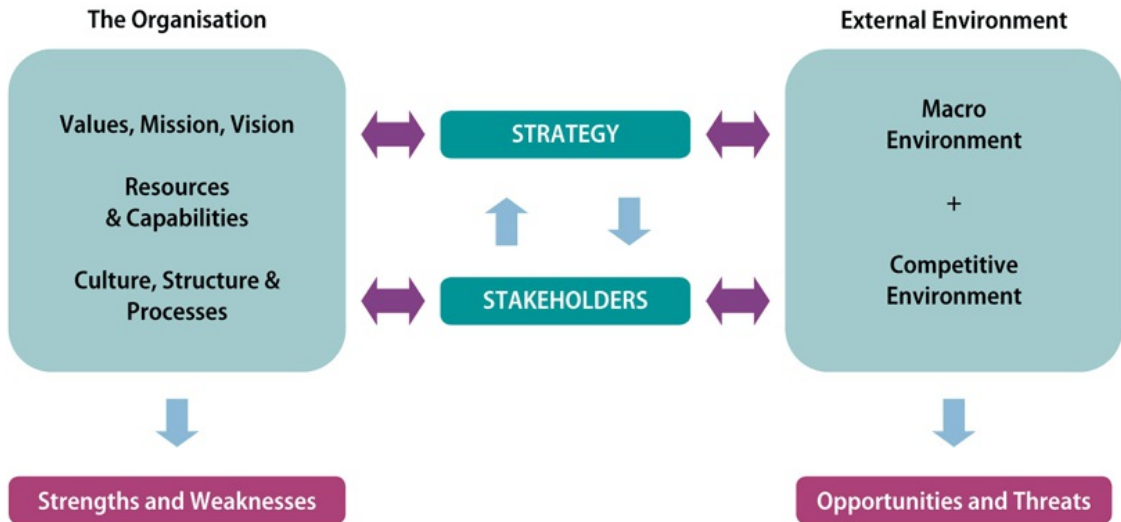 The Organisation
External Environment
Values, Mission, Vision
Resources
& Capabilities
Culture, Structure &
Processes
STRATEGY
STAKEHOLDERS
Macro
Environment
+
Competitive
Environment
Strengths and Weaknesses
Opportunities and Threats